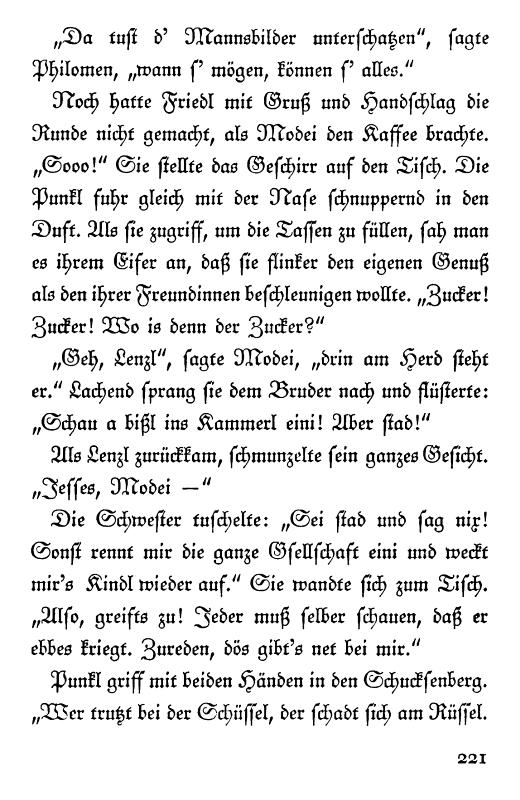 „Da tust d' Mannsbilder unterschatzen“, sagte
Philomen, „wann s' mögen, können s' alles.“
Noch hatte Friedl mit Gruß und Handschlag die
Runde nicht gemacht, als Modei den Kaffee brachte.
„Sooo!“ Sie stellte das Geschirr auf den Tisch. Die
Punkl fuhr gleich mit der Nase schnuppernd in den
Duft. Als sie zugriff, um die Tassen zu füllen, sah man
es ihrem Eifer an, daß sie flinker den eigenen Genuß
als den ihrer Freundinnen beschleunigen wollte. „Zucker!
Zucker! Wo is denn der Zucker?“
„Geh, Lenzl“, sagte Modei, „drin am Herd steht
er.“ Lachend sprang sie dem Bruder nach und flüsterte:
„Schau a bißl ins Kammerl eini! Aber stad!“
Als Lenzl zurückkam, schmunzelte sein ganzes Gesicht.
„Jesses, Modei —“
Die Schwester tuschelte: „Sei stad und sag nix!
Sonst rennt mir die ganze Gsellschaft eini und weckt
mir's Kindl wieder auf.“ Sie wandte sich zum Tisch.
„Also, greifts zu! Jeder muß selber schauen, daß er
ebbes kriegt. Zureden, dös gibt's net bei mir.“
Punkl griff mit beiden Händen in den Schucksenberg.
„Wer trutzt bei der Schüssel, der schadt sich am Rüssel.
221